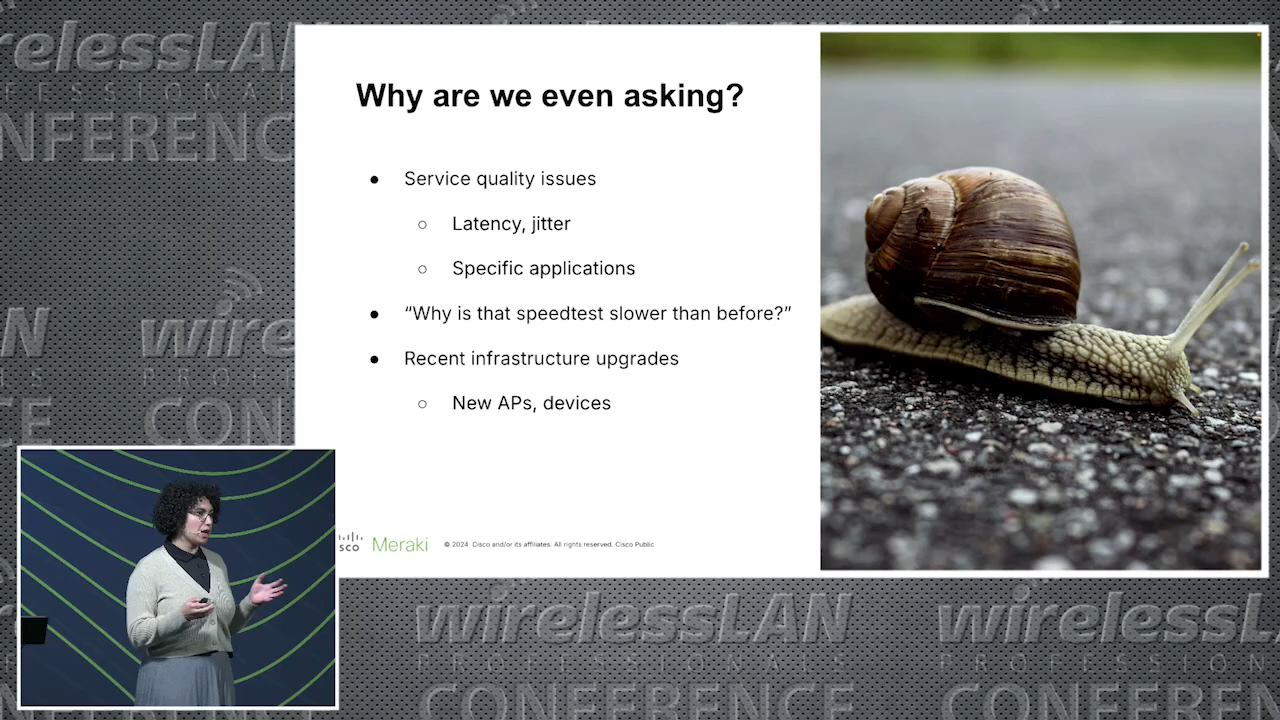 Why are we even asking?
● Service quality issues
○ Latency, jitter
○ Specific applications
● “Why is that speedtest slower than before?”
● Recent infrastructure upgrades
○ New APs, devices
sco Meraki © 2024 Cisco and/or its affiliates. All rights reserved. Cisco Public
wirelessLAN
PROFESSIONALS
CONFERENCE